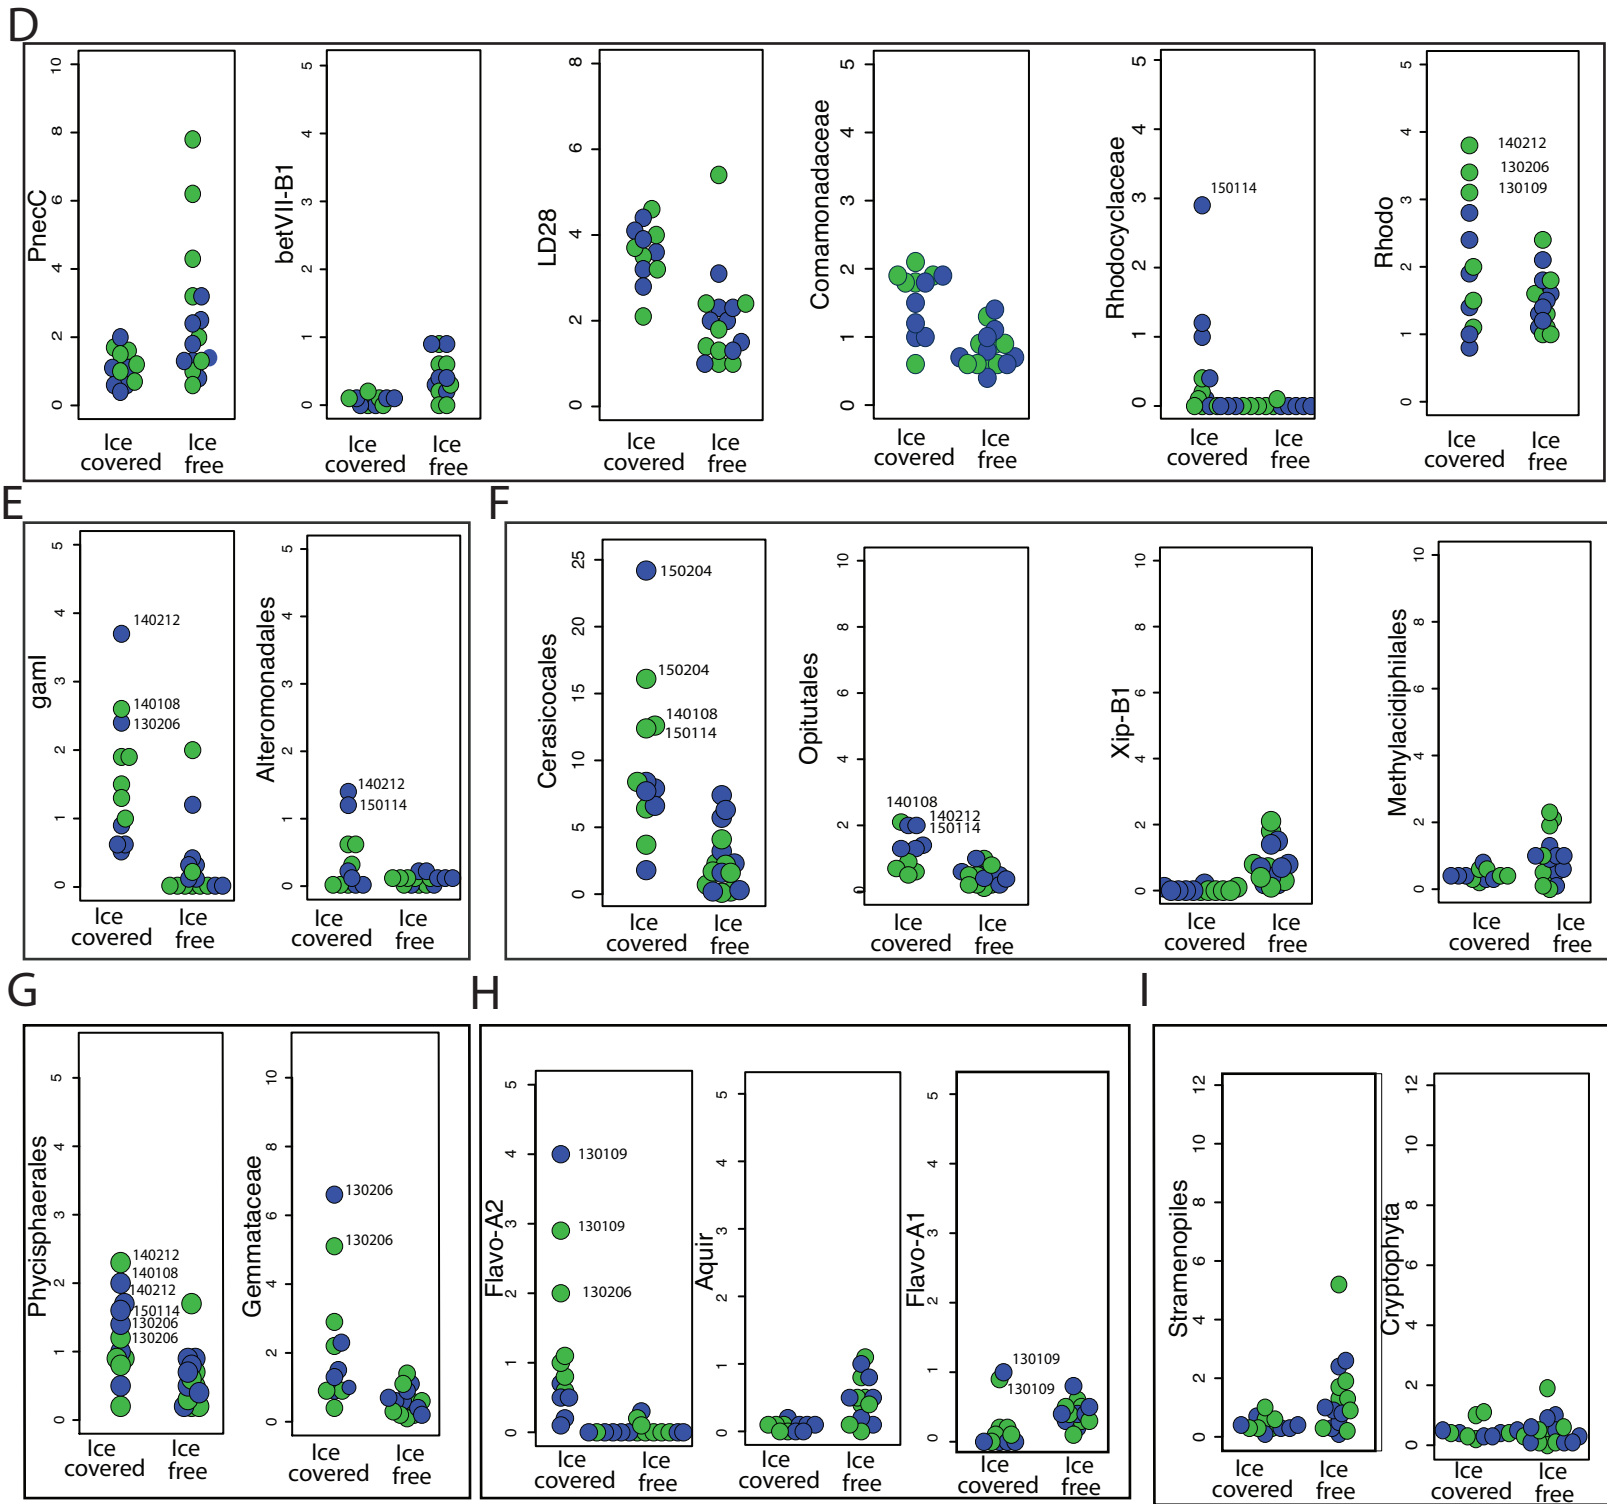 D
PnecC
0
2
4
6
8
10
Ice
covered
Ice
free
betVII-B1
0
1
2
3
4
5
Ice
covered
Ice
free
LD28
0
2
4
6
8
Ice
covered
Ice
free
Comamonadaceae
0
1
2
3
4
5
Ice
covered
Ice
free
Rhodocyclaceae
0
1
2
3
4
5
150114
Ice
covered
Ice
free
Rhodo
0
1
2
3
4
5
140212
130206
130109
Ice
covered
Ice
free
E
gamI
0
1
2
3
4
5
140212
140108
130206
Ice
covered
Ice
free
Alteromonadales
0
1
2
3
4
5
140212
150114
Ice
covered
Ice
free
F
Cerasicocales
0
5
10
15
20
25
150204
150204
140108
150114
Ice
covered
Ice
free
Opitutales
0
2
4
6
8
10
140108
140212
150114
Ice
covered
Ice
free
Xip-B1
0
2
4
6
8
10
Ice
covered
Ice
free
Methylacidiphilales
0
2
4
6
8
10
Ice
covered
Ice
free
G
Phycisphaerales
0
1
2
3
4
5
140212
140108
140212
150114
130206
130206
Ice
covered
Ice
free
Gemmataceae
0
2
4
6
8
10
130206
130206
Ice
covered
Ice
free
H
Flavo-A2
0
1
2
3
4
5
130109
130109
130206
Ice
covered
Ice
free
Aquir
0
1
2
3
4
5
Ice
covered
Ice
free
Flavo-A1
0
1
2
3
4
5
130109
130109
Ice
covered
Ice
free
I
Stramenopiles
0
2
4
6
8
10
12
Ice
covered
Ice
free
Cryptophyta
0
2
4
6
8
10
12
Ice
covered
Ice
free